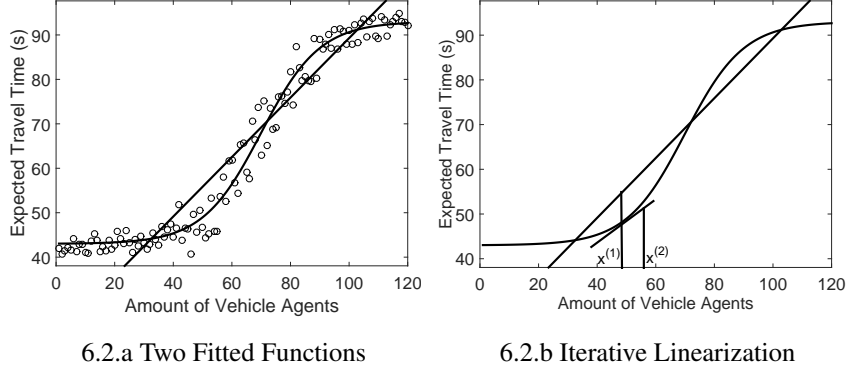 Expected Travel Time (s)
90
80
70
60
50
40
0 20 40 60 80 100 120
Amount of Vehicle Agents
6.2.a Two Fitted Functions
Expected Travel Time (s)
90
80
70
60
50
40
x(1) x(2)
0 20 40 60 80 100 120
Amount of Vehicle Agents
6.2.b Iterative Linearization